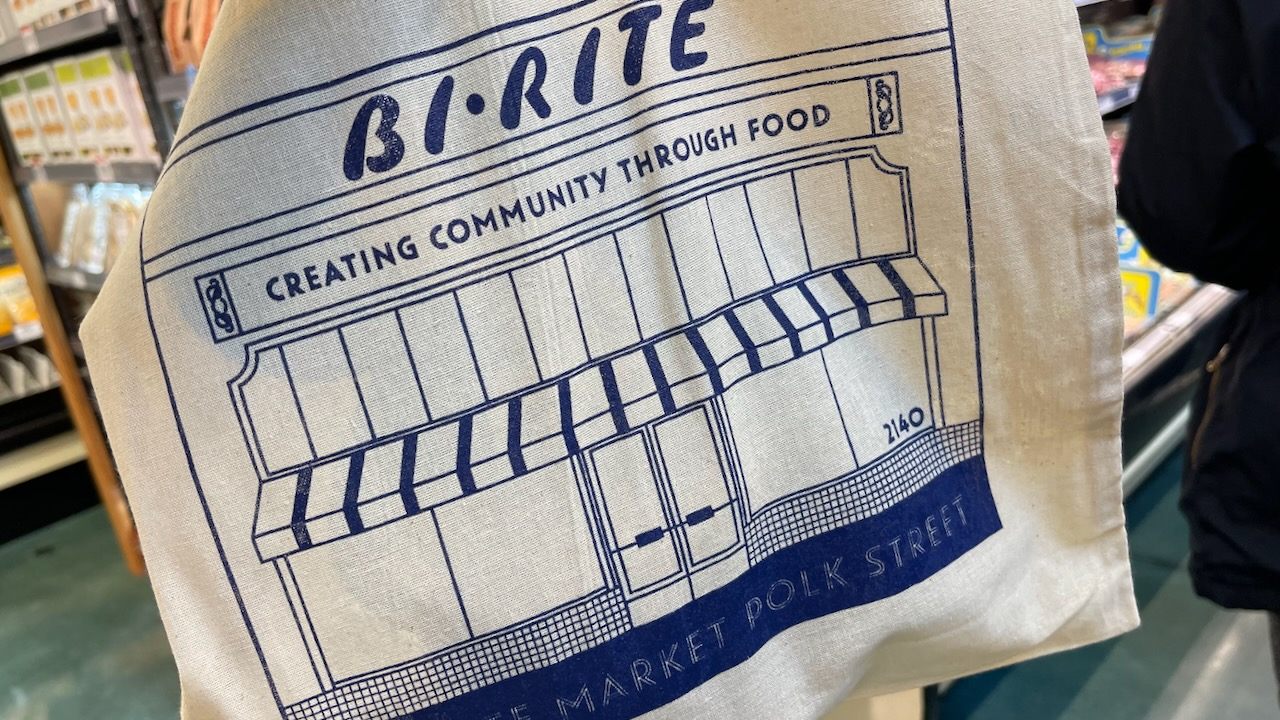 BI•RITE
CREATING COMMUNITY THROUGH FOOD
2140
MARKET POLK STREET